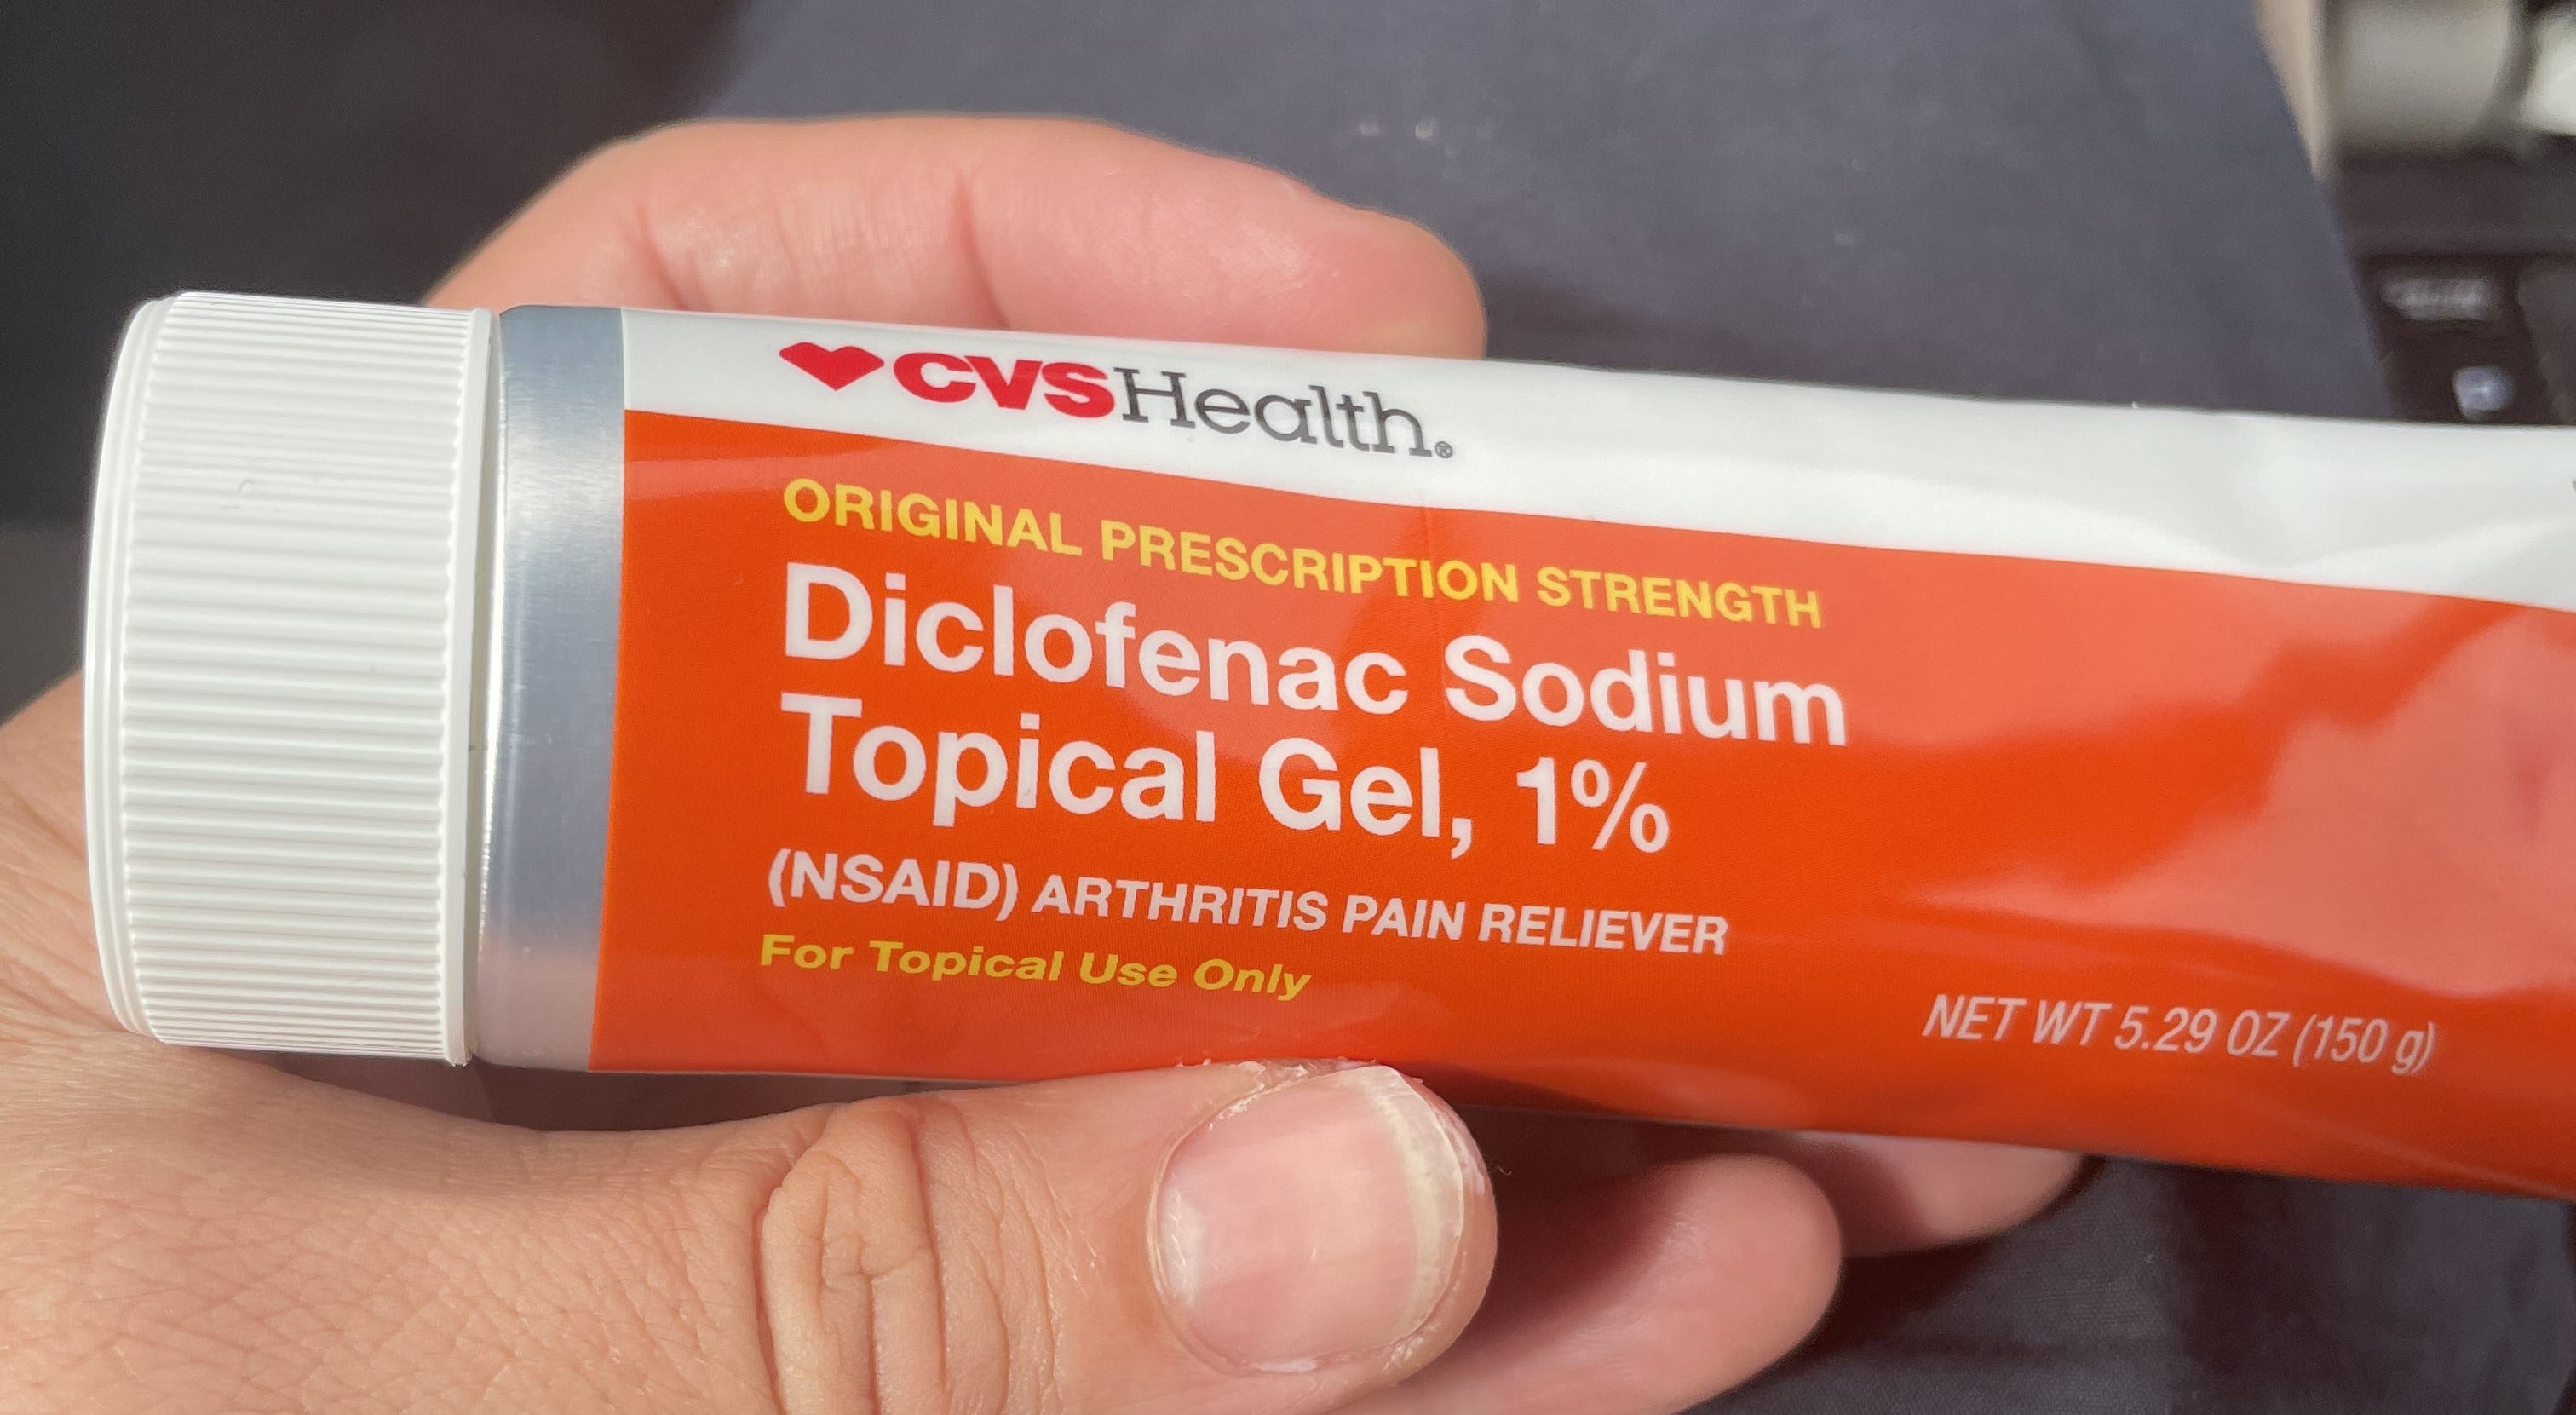 CVSHealth®
ORIGINAL PRESCRIPTION STRENGTH
Diclofenac Sodium
Topical Gel, 1%
(NSAID) ARTHRITIS PAIN RELIEVER
For Topical Use Only
NET WT 5.29 OZ (150 g)